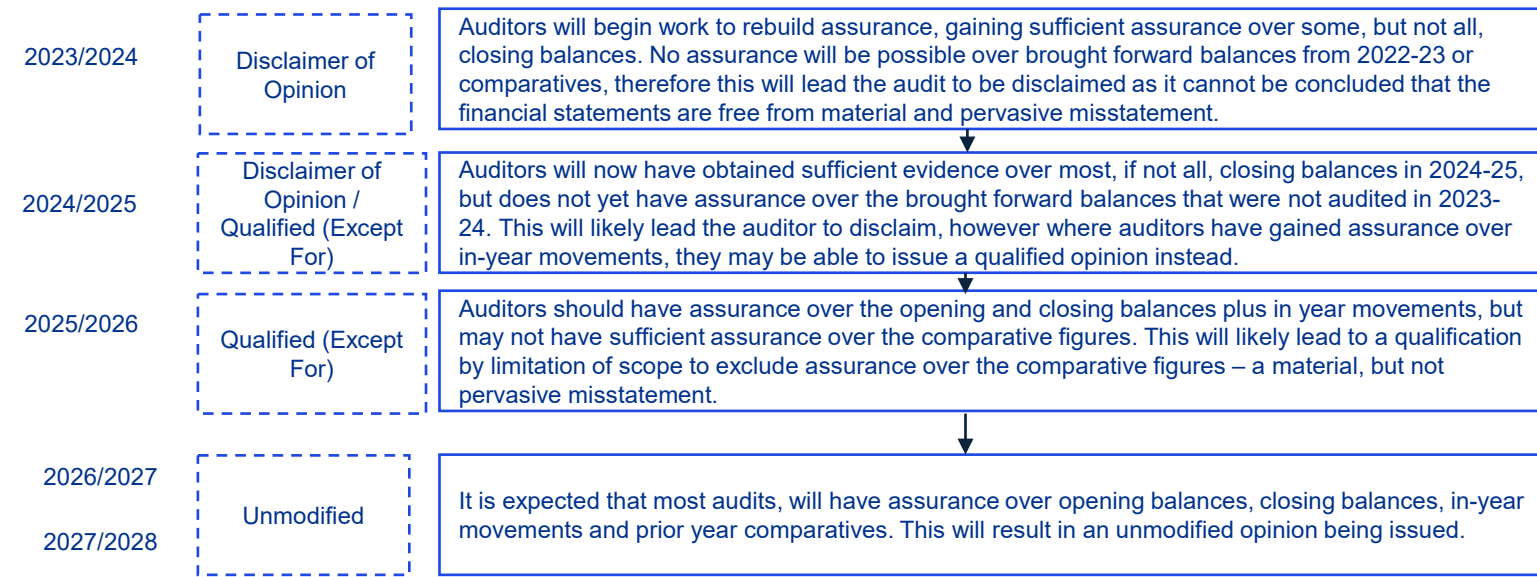 2023/2024
Disclaimer of
Opinion
Auditors will begin work to rebuild assurance, gaining sufficient assurance over some, but not all,
closing balances. No assurance will be possible over brought forward balances from 2022-23 or
comparatives, therefore this will lead the audit to be disclaimed as it cannot be concluded that the
financial statements are free from material and pervasive misstatement.
2024/2025
Disclaimer of
Opinion /
Qualified (Except
For)
Auditors will now have obtained sufficient evidence over most, if not all, closing balances in 2024-25,
but does not yet have assurance over the brought forward balances that were not audited in 2023-
24. This will likely lead the auditor to disclaim, however where auditors have gained assurance over
in-year movements, they may be able to issue a qualified opinion instead.
2025/2026
Qualified (Except
For)
Auditors should have assurance over the opening and closing balances plus in year movements, but
may not have sufficient assurance over the comparative figures. This will likely lead to a qualification
by limitation of scope to exclude assurance over the comparative figures – a material, but not
pervasive misstatement.
2026/2027
2027/2028
Unmodified
It is expected that most audits, will have assurance over opening balances, closing balances, in-year
movements and prior year comparatives. This will result in an unmodified opinion being issued.